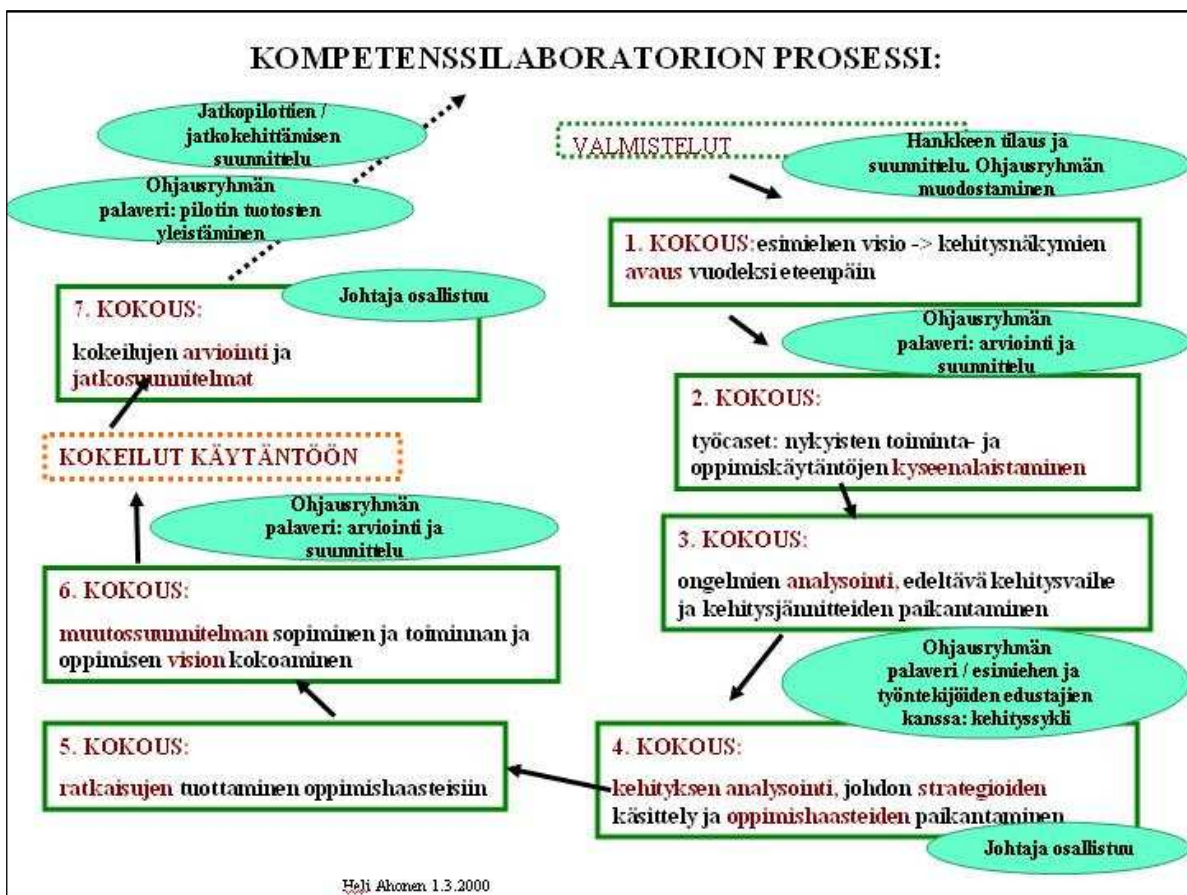 KOMPETENSSILABORATORION PROSESSI:
VALMISTELUT
Hankkeen tilaus ja
suunnittelu. Ohjausryhmän
muodostaminen
1. KOKOUS:esimiehen visio -> kehitysnäkymien
avaus vuodeksi eteenpäin
Ohjausryhmän
palaveri: arviointi ja
suunnittelu
2. KOKOUS:
työcaset: nykyisten toiminta- ja
oppimiskäytäntöjen kyseenalaistaminen
3. KOKOUS:
ongelmien analysointi, edeltävä kehitysvaihe
ja kehitysjännitteiden paikantaminen
Ohjausryhmän
palaveri / esimiehen ja
työntekijöiden edustajien
kanssa: kehityssykli
4. KOKOUS:
kehityksen analysointi, johdon strategioiden
käsittely ja oppimishaasteiden paikantaminen
Johtaja osallistuu
5. KOKOUS:
ratkaisujen tuottaminen oppimishaasteisiin
6. KOKOUS:
muutossuunnitelman sopiminen ja toiminnan ja
oppimisen vision kokoaminen
Ohjausryhmän
palaveri: arviointi ja
suunnittelu
KOKEILUT KÄYTÄNTÖÖN
7. KOKOUS:
kokeilujen arviointi ja
jatkosuunnitelmat
Johtaja osallistuu
Ohjausryhmän
palaveri: pilotin tuotosten
yleistäminen
Jatkopilottien /
jatkokehittämisen
suunnittelu
Heli Ahonen 1.3.2000